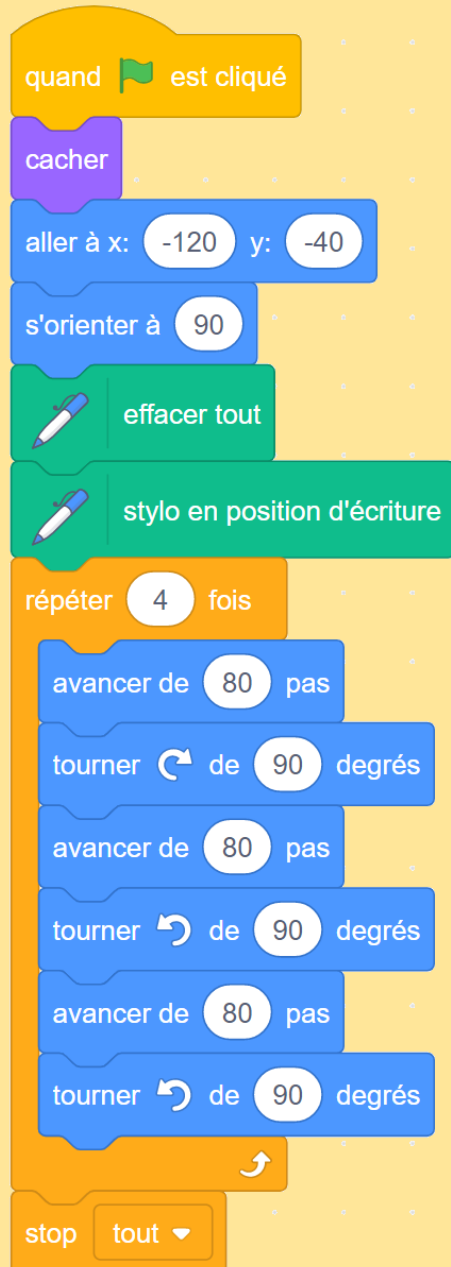 quand est cliqué
cacher
aller à x: -120 y: -40
s'orienter à 90
effacer tout
stylo en position d'écriture
répéter 4 fois
avancer de 80 pas
tourner de 90 degrés
avancer de 80 pas
tourner de 90 degrés
avancer de 80 pas
tourner de 90 degrés
stop tout